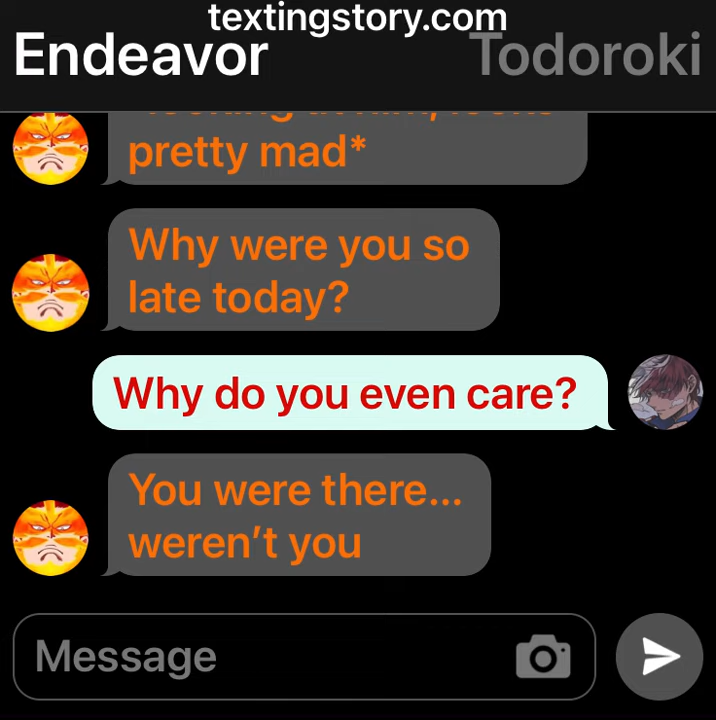 textingstory.com
Endeavor Todoroki
pretty mad*
Why were you so
late today?
Why do you even care?
You were there...
weren’t you
Message